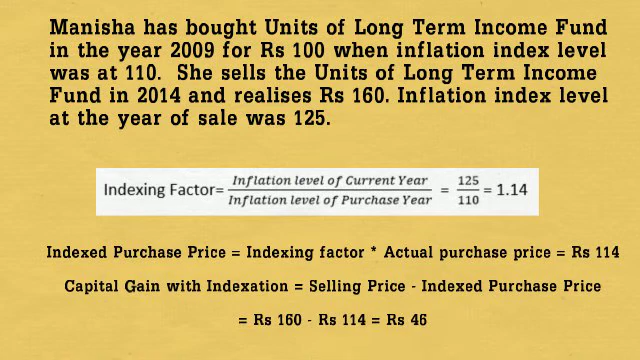 Manisha has bought Units of Long Term Income Fund
in the year 2009 for Rs 100 when inflation index level
was at 110. She sells the Units of Long Term Income
Fund in 2014 and realises Rs 160. Inflation index level
at the year of sale was 125.
Indexing Factor= Inflation level of Current Year / Inflation level of Purchase Year = 125/110 = 1.14
Indexed Purchase Price = Indexing factor * Actual purchase price = Rs 114
Capital Gain with Indexation = Selling Price - Indexed Purchase Price
= Rs 160 - Rs 114 = Rs 46